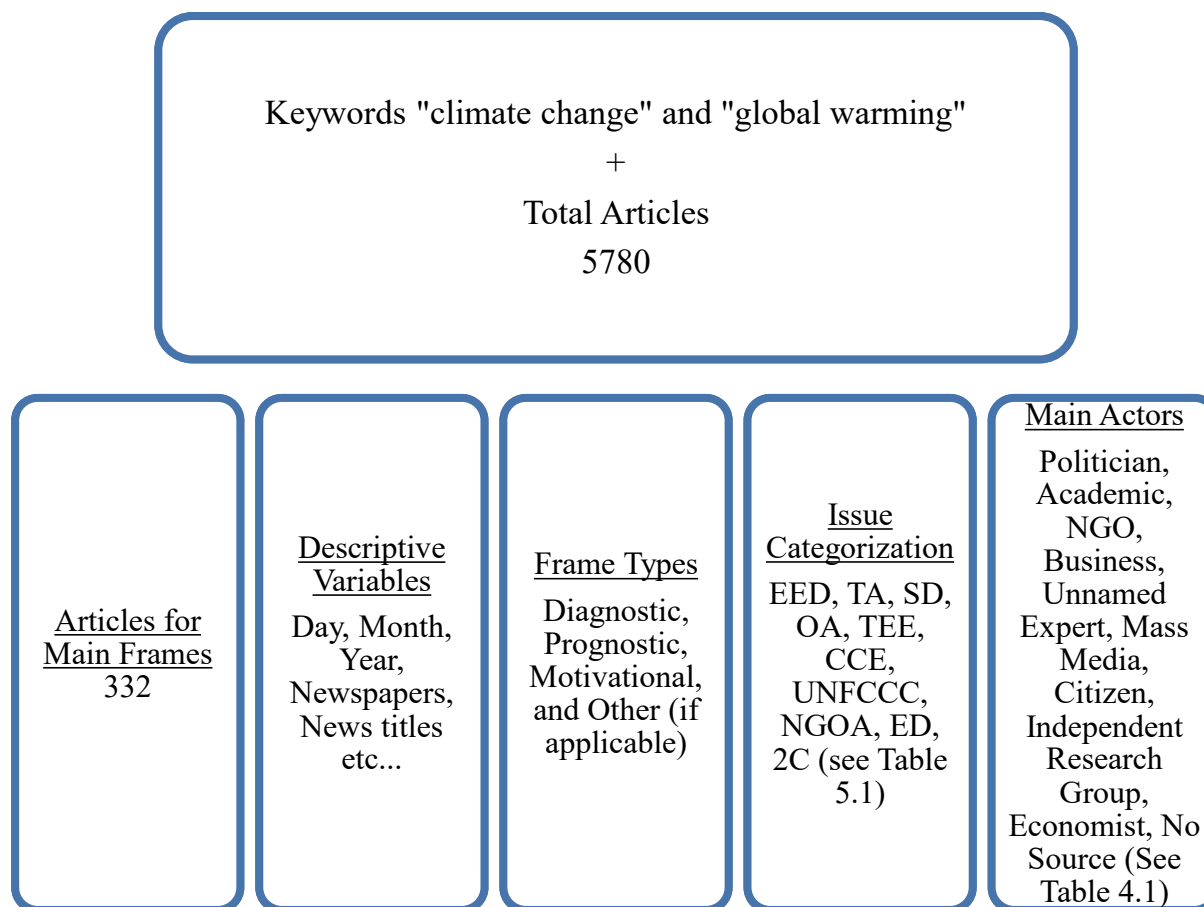 Keywords "climate change" and "global warming"
+
Total Articles
5780
Articles for
Main Frames
332
Descriptive
Variables
Day, Month,
Year,
Newspapers,
News titles
etc...
Frame Types
Diagnostic,
Prognostic,
Motivational,
and Other (if
applicable)
Issue
Categorization
EED, TA, SD,
OA, TEE,
CCE,
UNFCCC,
NGOA, ED,
2C (see Table
5.1)
Main Actors
Politician,
Academic,
NGO,
Business,
Unnamed
Expert, Mass
Media,
Citizen,
Independent
Research
Group,
Economist, No
Source (See
Table 4.1)